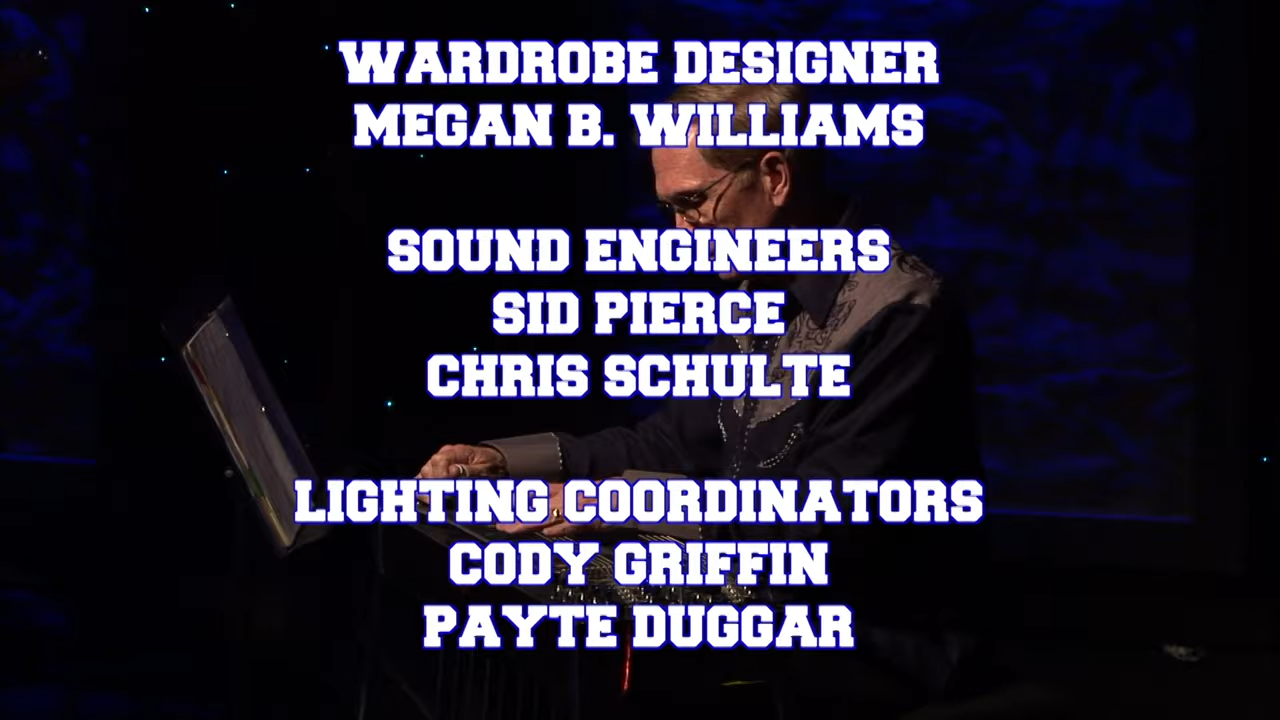 WARDROBE DESIGNER
MEGAN B. WILLIAMS
SOUND ENGINEERS
SID PIERCE
CHRIS SCHULTE
LIGHTING COORDINATORS
CODY GRIFFIN
PAYTE DUGGAR